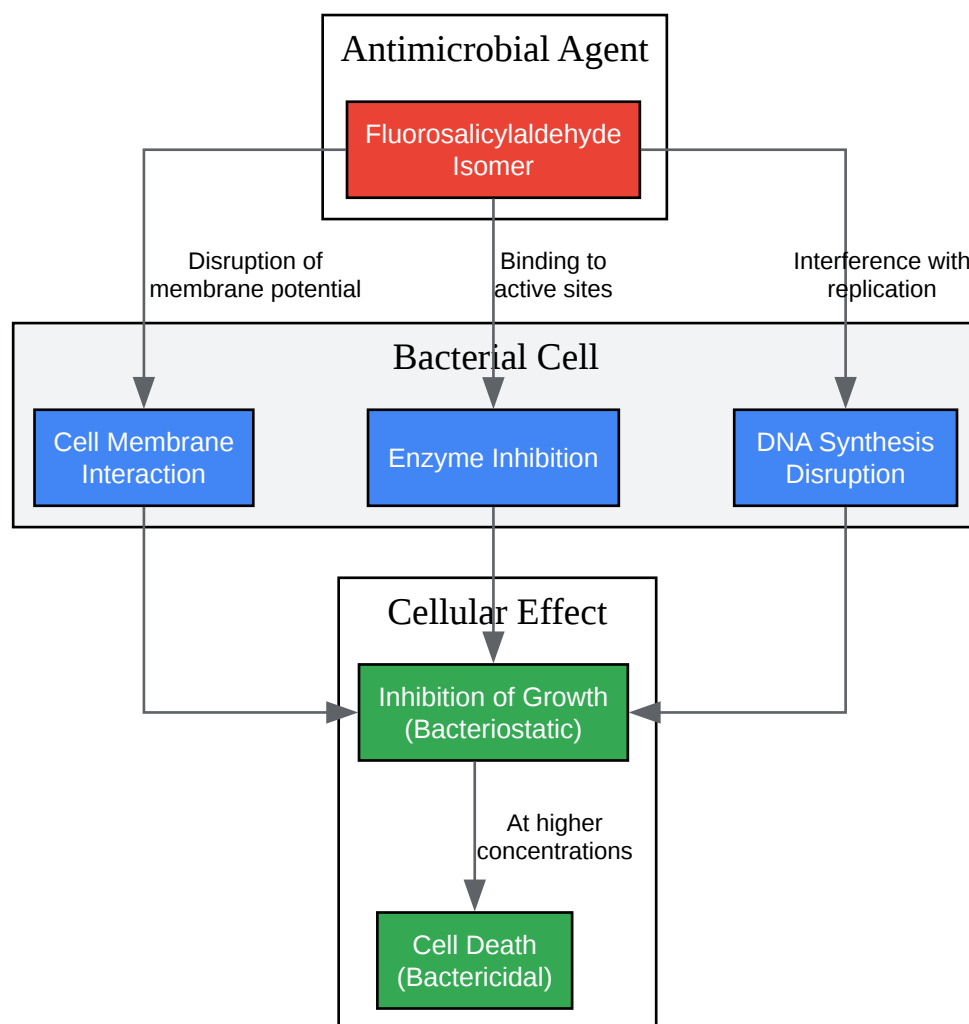 Antimicrobial Agent
Fluorosalicylaldehyde
Isomer
Disruption of
membrane potential
Binding to
active sites
Interference with
replication
Bacterial Cell
Cell Membrane
Interaction
Enzyme Inhibition
DNA Synthesis
Disruption
Cellular Effect
Inhibition of Growth
(Bacteriostatic)
At higher
concentrations
Cell Death
(Bactericidal)